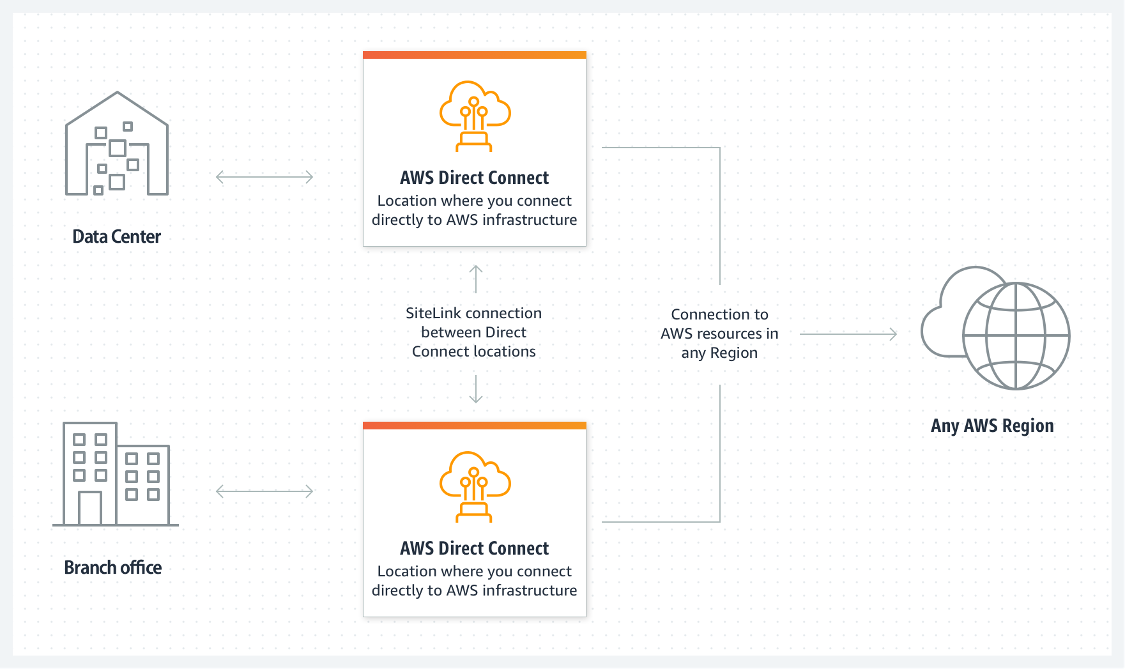 AWS Direct Connect
Location where you connect
directly to AWS infrastructure
Data Center
SiteLink connection
between Direct
Connect locations
Connection to
AWS resources in
any Region
Any AWS Region
AWS Direct Connect
Location where you connect
directly to AWS infrastructure
Branch office